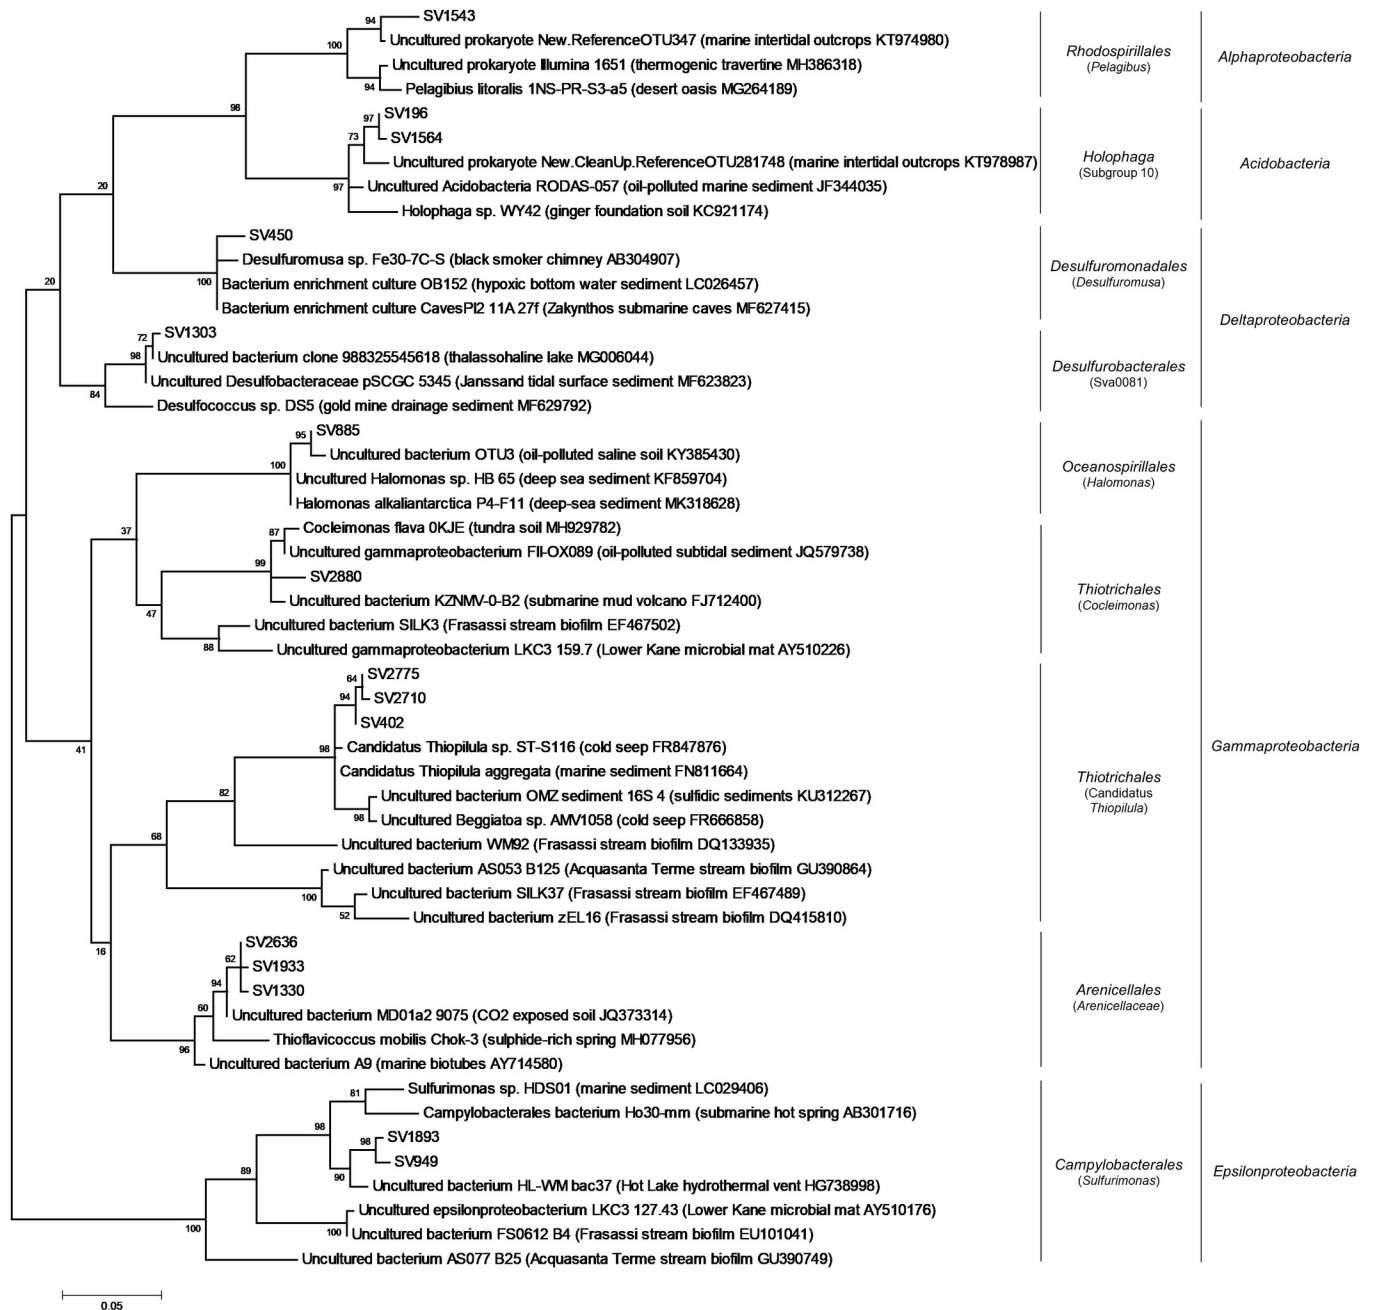 SV1543
94
Uncultured prokaryote New.ReferenceOTU347 (marine intertidal outcrops KT974980)
100
Rhodospirillales
(Pelagibus)
Alphaproteobacteria
Uncultured prokaryote Illumina 1651 (thermogenic travertine MH386318)
94
Pelagibius litoralis 1NS-PR-S3-a5 (desert oasis MG264189)
98
SV196
97
SV1564
73
Uncultured prokaryote New.CleanUp.ReferenceOTU281748 (marine intertidal outcrops KT978987)
Holophaga
(Subgroup 10)
Acidobacteria
97
Uncultured Acidobacteria RODAS-057 (oil-polluted marine sediment JF344035)
20
Holophaga sp. WY42 (ginger foundation soil KC921174)
SV450
Desulfuromusa sp. Fe30-7C-S (black smoker chimney AB304907)
Desulfuromonadales
(Desulfuromusa)
100
20
Bacterium enrichment culture OB152 (hypoxic bottom water sediment LC026457)
Bacterium enrichment culture CavesPl2 11A 27f (Zakynthos submarine caves MF627415)
Deltaproteobacteria
SV1303
72
98
Uncultured bacterium clone 988325545618 (thalassohaline lake MG006044)
Desulfurobacterales
(Sva0081)
Uncultured Desulfobacteraceae pSCGC 5345 (Janssand tidal surface sediment MF623823)
84
Desulfococcus sp. DS5 (gold mine drainage sediment MF629792)
SV885
95
Uncultured bacterium OTU3 (oil-polluted saline soil KY385430)
100
Oceanospirillales
(Halomonas)
Uncultured Halomonas sp. HB 65 (deep sea sediment KF859704)
Halomonas alkaliantarctica P4-F11 (deep-sea sediment MK318628)
37
Cocleimonas flava 0KJE (tundra soil MH929782)
87
Uncultured gammaproteobacterium FII-OX089 (oil-polluted subtidal sediment JQ579738)
99
SV2880
Thiotrichales
(Cocleimonas)
Uncultured bacterium KZNMV-0-B2 (submarine mud volcano FJ712400)
47
Uncultured bacterium SILK3 (Frasassi stream biofilm EF467502)
88
Uncultured gammaproteobacterium LKC3 159.7 (Lower Kane microbial mat AY510226)
SV2775
64
94
SV2710
SV402
41
98
Candidatus Thiopilula sp. ST-S116 (cold seep FR847876)
Gammaproteobacteria
Candidatus Thiopilula aggregata (marine sediment FN811664)
Thiotrichales
(Candidatus
Thiopilula)
82
Uncultured bacterium OMZ sediment 16S 4 (sulfidic sediments KU312267)
98
Uncultured Beggiatoa sp. AMV1058 (cold seep FR666858)
68
Uncultured bacterium WM92 (Frasassi stream biofilm DQ133935)
Uncultured bacterium AS053 B125 (Acquasanta Terme stream biofilm GU390864)
100
Uncultured bacterium SILK37 (Frasassi stream biofilm EF467489)
52
Uncultured bacterium zEL16 (Frasassi stream biofilm DQ415810)
16
SV2636
62
SV1933
94
SV1330
Arenicellales
(Arenicellaceae)
60
Uncultured bacterium MD01a2 9075 (CO2 exposed soil JQ373314)
Thioflavicoccus mobilis Chok-3 (sulphide-rich spring MH077956)
96
Uncultured bacterium A9 (marine biotubes AY714580)
Sulfurimonas sp. HDS01 (marine sediment LC029406)
81
Campylobacterales bacterium Ho30-mm (submarine hot spring AB301716)
98
SV1893
98
SV949
90
89
Campylobacterales
(Sulfurimonas)
Epsilonproteobacteria
Uncultured bacterium HL-WM bac37 (Hot Lake hydrothermal vent HG738998)
Uncultured epsilonproteobacterium LKC3 127.43 (Lower Kane microbial mat AY510176)
100
100
Uncultured bacterium FS0612 B4 (Frasassi stream biofilm EU101041)
Uncultured bacterium AS077 B25 (Acquasanta Terme stream biofilm GU390749)
0.05